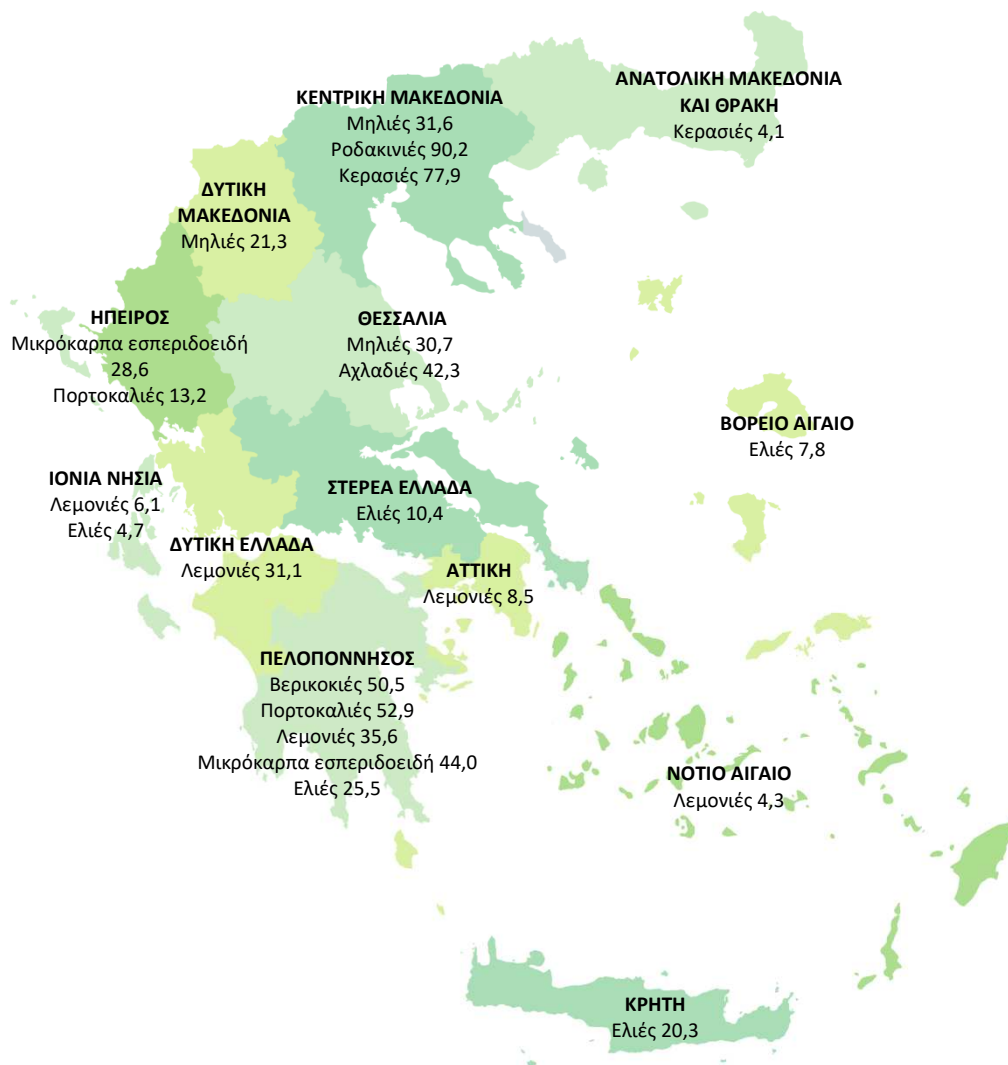 ΑΝΑΤΟΛΙΚΗ ΜΑΚΕΔΟΝΙΑ
ΚΑΙ ΘΡΑΚΗ
Κερασιές 4,1
ΚΕΝΤΡΙΚΗ ΜΑΚΕΔΟΝΙΑ
Μηλιές 31,6
Ροδακινιές 90,2
Κερασιές 77,9
ΔΥΤΙΚΗ
ΜΑΚΕΔΟΝΙΑ
Μηλιές 21,3
ΗΠΕΙΡΟΣ
Μικρόκαρπα εσπεριδοειδή
28,6
Πορτοκαλιές 13,2
ΘΕΣΣΑΛΙΑ
Μηλιές 30,7
Αχλαδιές 42,3
ΒΟΡΕΙΟ ΑΙΓΑΙΟ
Ελιές 7,8
ΙΟΝΙΑ ΝΗΣΙΑ
Λεμονιές 6,1
Ελιές 4,7
ΣΤΕΡΕΑ ΕΛΛΑΔΑ
Ελιές 10,4
ΔΥΤΙΚΗ ΕΛΛΑΔΑ
Λεμονιές 31,1
ΑΤΤΙΚΗ
Λεμονιές 8,5
ΠΕΛΟΠΟΝΝΗΣΟΣ
Βερικοκιές 50,5
Πορτοκαλιές 52,9
Λεμονιές 35,6
Μικρόκαρπα εσπεριδοειδή 44,0
Ελιές 25,5
ΝΟΤΙΟ ΑΙΓΑΙΟ
Λεμονιές 4,3
ΚΡΗΤΗ
Ελιές 20,3